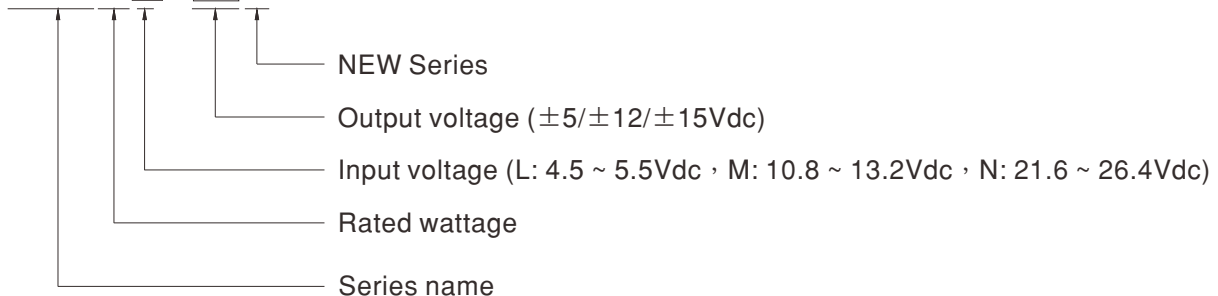 NEW Series
Output voltage (±5/±12/±15Vdc)
Input voltage (L: 4.5 ~ 5.5Vdc，M: 10.8 ~ 13.2Vdc，N: 21.6 ~ 26.4Vdc)
Rated wattage
Series name